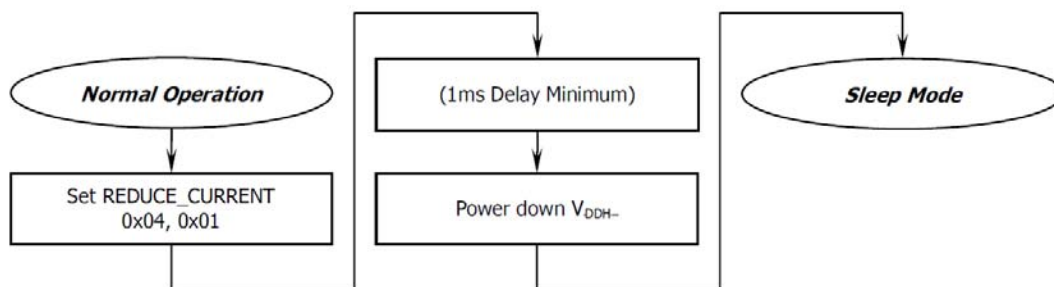 Normal Operation
Set REDUCE_CURRENT
0x04, 0x01
(1ms Delay Minimum)
Power down VDDH–
Sleep Mode